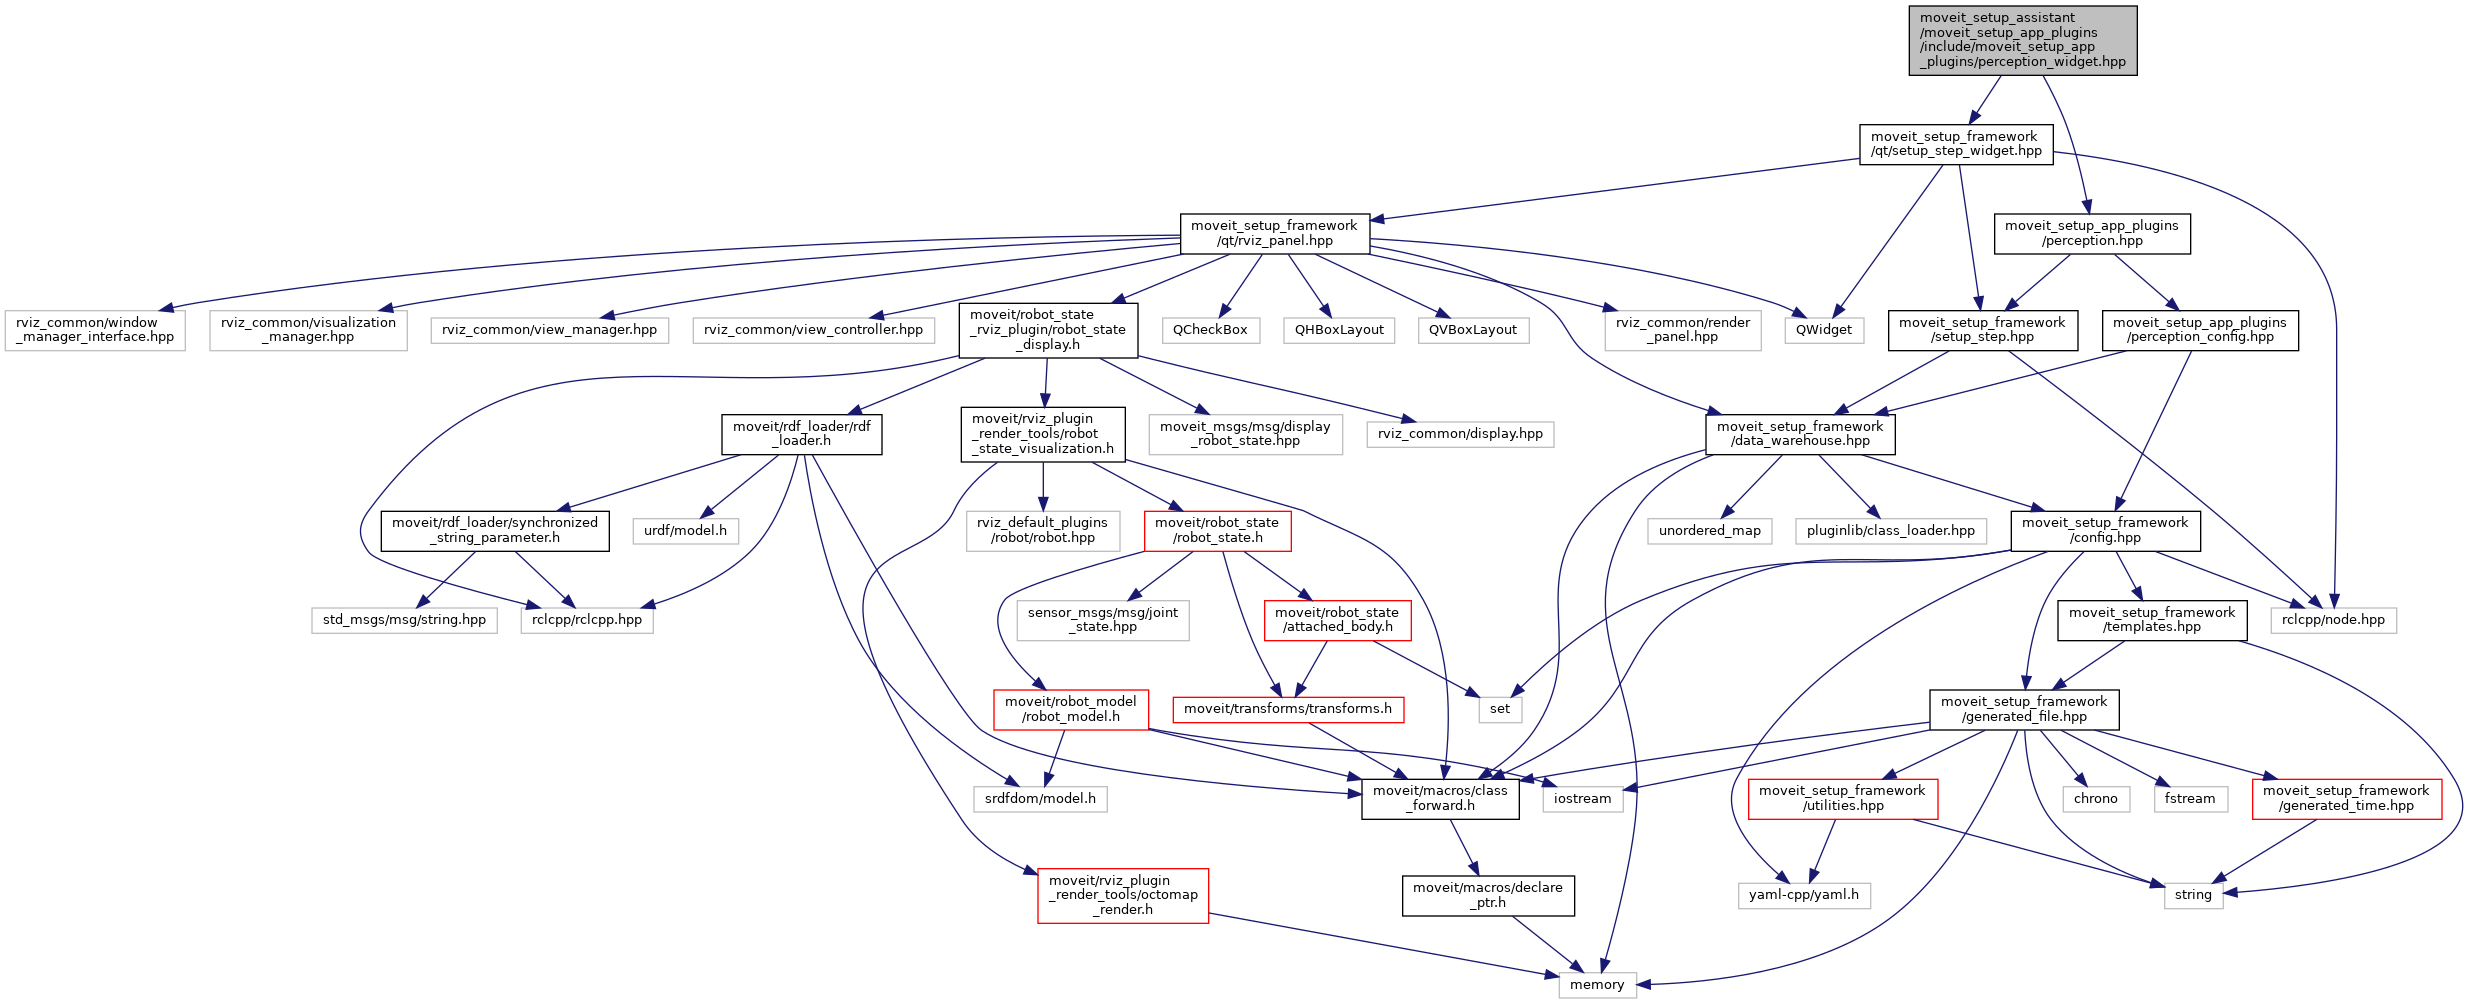 moveit_setup_assistant
/moveit_setup_app_plugins
/include/moveit_setup_app
_plugins/perception_widget.hpp
moveit_setup_framework
/qt/setup_step_widget.hpp
moveit_setup_framework
/qt/rviz_panel.hpp
moveit_setup_app_plugins
/perception.hpp
rviz_common/window
_manager_interface.hpp
rviz_common/visualization
_manager.hpp
rviz_common/view_manager.hpp
rviz_common/view_controller.hpp
moveit/robot_state
_rviz_plugin/robot_state
_display.h
QCheckBox
QHBoxLayout
QVBoxLayout
rviz_common/render
_panel.hpp
QWidget
moveit_setup_framework
/setup_step.hpp
moveit_setup_app_plugins
/perception_config.hpp
moveit/rdf_loader/rdf
_loader.h
moveit/rviz_plugin
_render_tools/robot
_state_visualization.h
moveit_msgs/msg/display
_robot_state.hpp
rviz_common/display.hpp
moveit_setup_framework
/data_warehouse.hpp
moveit/rdf_loader/synchronized
_string_parameter.h
urdf/model.h
rviz_default_plugins
/robot/robot.hpp
moveit/robot_state
/robot_state.h
unordered_map
pluginlib/class_loader.hpp
moveit_setup_framework
/config.hpp
std_msgs/msg/string.hpp
rclcpp/rclcpp.hpp
sensor_msgs/msg/joint
_state.hpp
moveit/robot_state
/attached_body.h
moveit_setup_framework
/templates.hpp
rclcpp/node.hpp
moveit/robot_model
/robot_model.h
moveit/transforms/transforms.h
set
moveit_setup_framework
/generated_file.hpp
srdfdom/model.h
moveit/macros/class
_forward.h
iostream
moveit_setup_framework
/utilities.hpp
chrono
fstream
moveit_setup_framework
/generated_time.hpp
moveit/rviz_plugin
_render_tools/octomap
_render.h
moveit/macros/declare
_ptr.h
yaml-cpp/yaml.h
string
memory